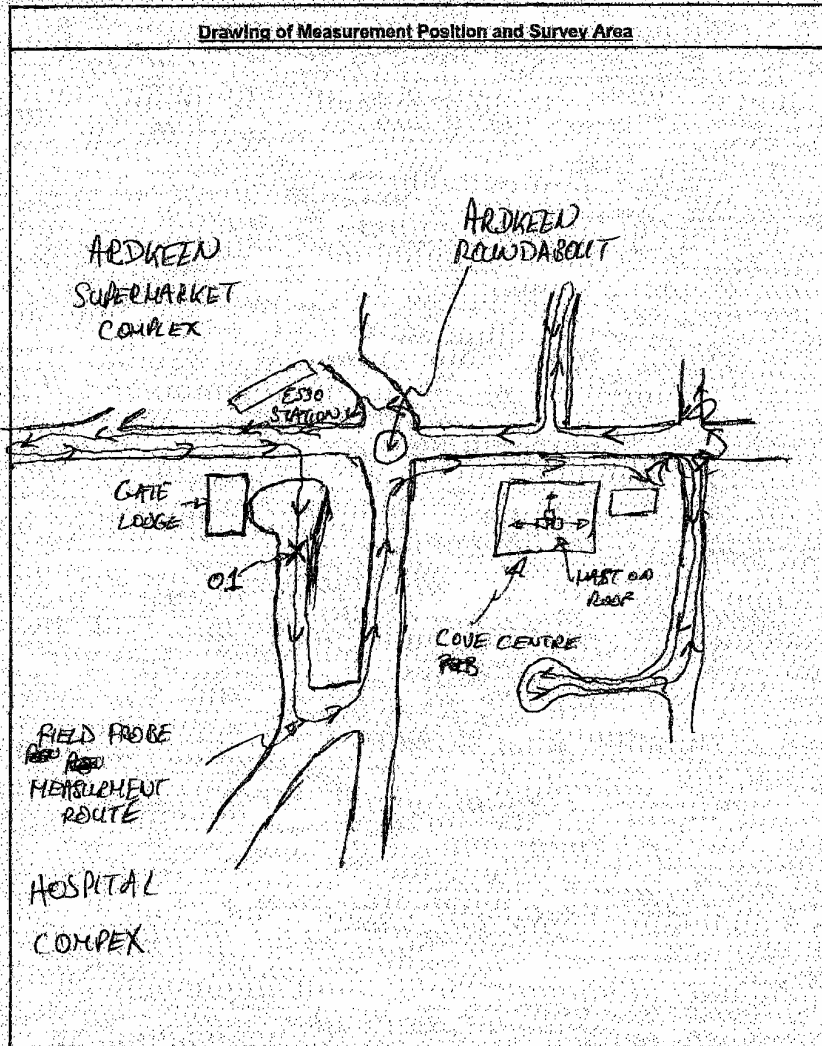 Drawing of Measurement Position and Survey Area
ARDKEEN
SUPERMARKET
COMPLEX
ARDKEEN
ROUNDABOUT
ESSO
STATION
GATE
LODGE
01
MAST ON
ROOF
COVE CENTRE
FIELD PROBE
MEASURMENT
ROUTE
HOSPITAL
COMPEX